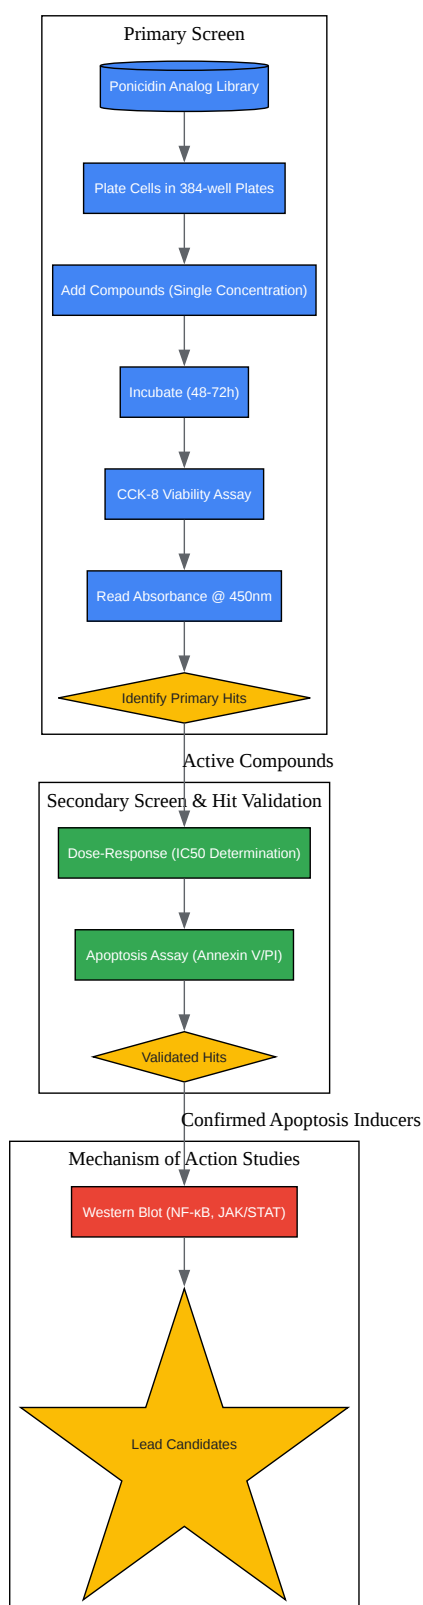 Primary Screen
Ponicidin Analog Library
Plate Cells in 384-well Plates
Add Compounds (Single Concentration)
Incubate (48-72h)
CCK-8 Viability Assay
Read Absorbance @ 450nm
Identify Primary Hits
Active Compounds
Secondary Screen & Hit Validation
Dose-Response (IC50 Determination)
Apoptosis Assay (Annexin V/PI)
Validated Hits
Confirmed Apoptosis Inducers
Mechanism of Action Studies
Western Blot (NF-κB, JAK/STAT)
Lead Candidates